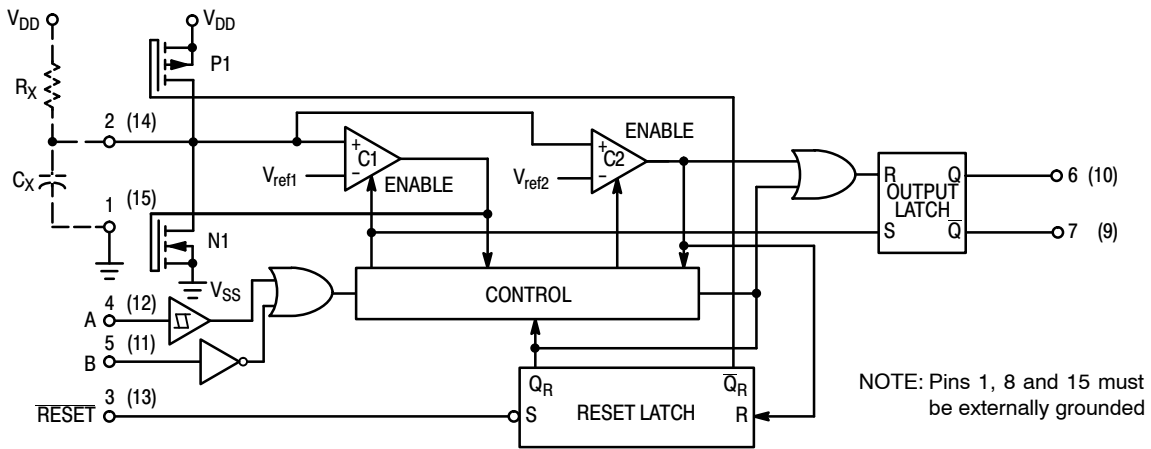 VDD
VDD
P1
RX
2 (14)
ENABLE
+
C1
−
Vref1
ENABLE
+
C2
−
Vref2
CX
1 (15)
N1
VSS
R Q
OUTPUT
LATCH
S Q̅
6 (10)
7 (9)
4 (12)
A
CONTROL
5 (11)
B
3 (13)
R̅E̅S̅E̅T̅
QR Q̅R
S RESET LATCH R
NOTE: Pins 1, 8 and 15 must
be externally grounded